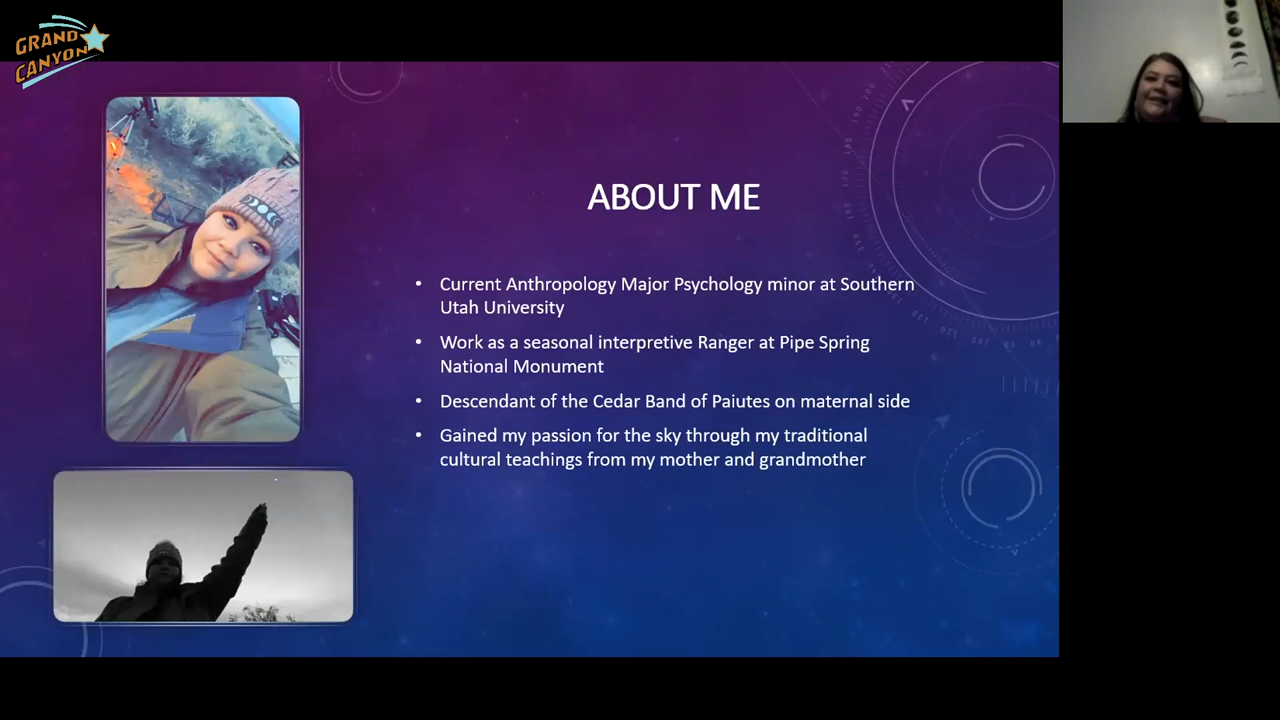 GRAND
CANYON
ABOUT ME
• Current Anthropology Major Psychology minor at Southern
Utah University
• Work as a seasonal interpretive Ranger at Pipe Spring
National Monument
• Descendant of the Cedar Band of Paiutes on maternal side
• Gained my passion for the sky through my traditional
cultural teachings from my mother and grandmother